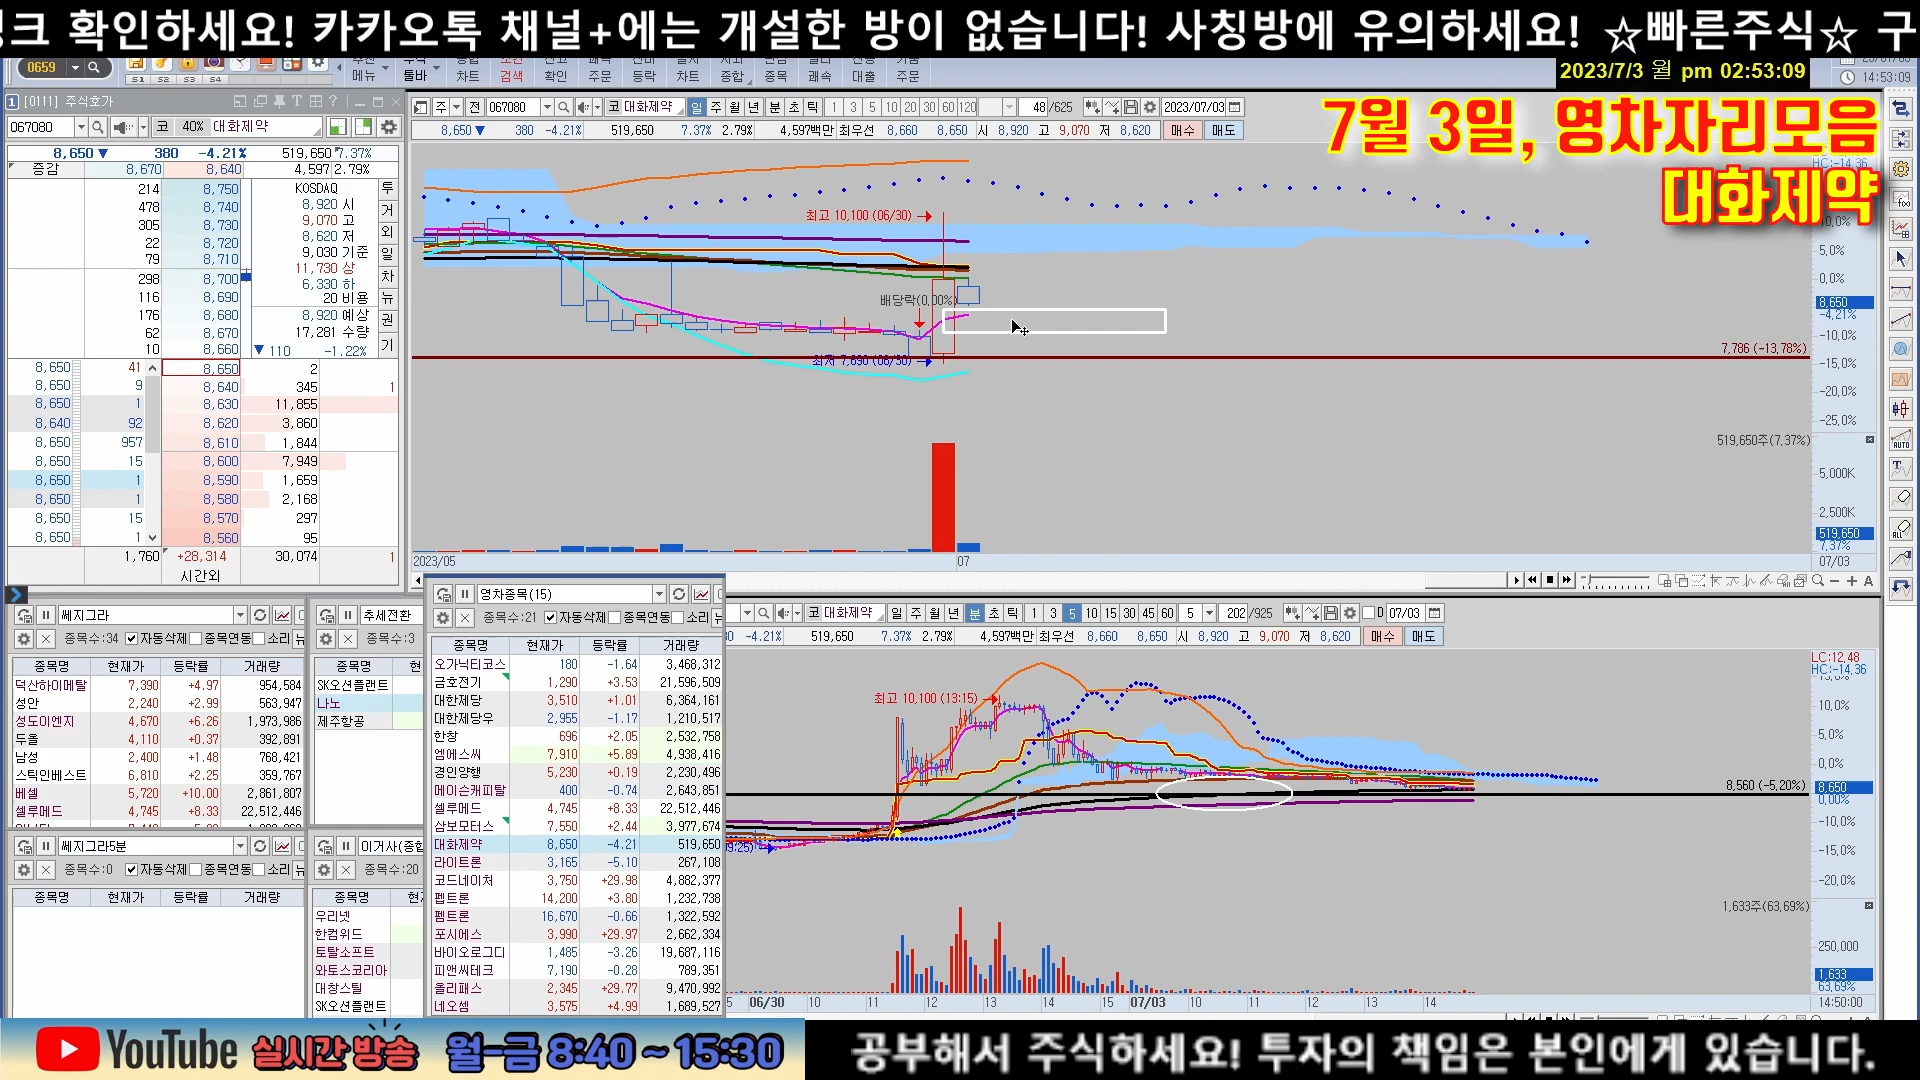 확인하세요! 카카오톡 채널+에는 개설한 방이 없습니다! 사칭방에 유의하세요! ☆빠른주식☆ 구
0659
S1 S2 S3 S4
메뉴 툴바 차트 검색 확인 주문 등락 차트 종합 종목 쾌속 대출 주문
2023/7/3 월 pm 02:53:09
14:53:09
7월 3일, 영차자리모음
대화제약
[0111] 주식호가
067080 코 40% 대화제약
8,650 ▼ 380 -4.21% 519,650 7.37%
증감 8,670 8,640 4,597 2.79%
214 8,750 KOSDAQ 투
478 8,740 8,920 시 거
305 8,730 9,070 고 외
22 8,720 8,620 저
79 8,710 9,030 기준 일
298 8,700 11,730 상 차
6,330 하
116 8,690 20 비용 뉴
176 8,680 8,920 예상 권
62 8,670 17,281 수량
10 8,660 ▼ 110 -1.22% 기
8,650 41 8,650 2
8,650 9 8,640 345 1
8,650 1 8,630 11,855
8,640 92 8,620 3,860
8,650 957 8,610 1,844
8,650 15 8,600 7,949
8,650 1 8,590 1,659
8,650 1 8,580 2,168
8,650 15 8,570 297
8,650 1 8,560 95
1,760 +28,314 30,074 1
시간외
주 전 067080 코 대화제약 일 주 월 년 분 초 틱 1 3 5 10 20 30 60 120 48 /625 2023/07/03
8,650 ▼ 380 -4.21% 519,650 7.37% 2.79% 4,597백만 최우선 8,660 8,650 시 8,920 고 9,070 저 8,620 매수 매도
HC:-14,36
최고 10,100 (06/30)
배당락(0,00%)
최저 7,690 (06/30)
7,786 (-13,78%)
10,0%
5,0%
0,0%
8,650
-4,21%
-10,0%
-15,0%
-20,0%
-25,0%
519,650주(7,37%)
5,000K
2,500K
519,650
7,37%
2023/05 07 07/03
AUTO
ALL
쎄지그라
종목수:34 자동삭제 종목연동 소리 뉴
종목명 현재가 등락률 거래량
덕산하이메탈 7,390 +4.97 954,584
성안 2,240 +2.99 563,947
성도이엔지 4,670 +6.26 1,973,986
두올 4,110 +0.37 392,891
남성 2,400 +1.48 768,421
스틱인베스트 6,810 +2.25 359,767
베셀 5,720 +10.00 2,861,807
셀루메드 4,745 +8.33 22,512,446
추세전환
종목수:3
종목명 현
SK오션플랜트
나노
제주항공
쎄지그라5분
종목수:0 자동삭제 종목연동 소리 뉴
종목명 현재가 등락률 거래량
이거사(종합
종목수:20
종목명
우리넷
한컴위드
토탈소프트
와토스코리아
대창스틸
SK오션플랜트
영차종목(15)
종목수:21 자동삭제 종목연동 소리 뉴
종목명 현재가 등락률 거래량
오가닉티코스 180 -1.64 3,468,312
금호전기 1,290 +3.53 21,596,509
대한제당 3,510 +1.01 6,364,161
대한제당우 2,955 -1.17 1,210,517
한창 696 +2.05 2,532,758
엠에스씨 7,910 +5.89 4,938,416
경인양행 5,230 +0.19 2,230,496
메이슨캐피탈 400 -0.74 2,643,851
셀루메드 4,745 +8.33 22,512,446
삼보모터스 7,550 +2.44 3,977,674
대화제약 8,650 -4.21 519,650
라이트론 3,165 -5.10 267,108
코드네이처 3,750 +29.98 4,882,377
펩트론 14,200 +3.80 1,232,738
펨트론 16,670 -0.66 1,322,592
포시에스 3,990 +29.97 2,662,334
바이오로그디 1,485 -3.26 19,687,116
피앤씨테크 7,190 -0.28 789,351
올리패스 2,345 +29.77 9,470,992
네오셈 3,575 +4.99 1,689,527
코 대화제약 일 주 월 년 분 초 틱 1 3 5 10 15 30 45 60 5 202 /925 D 07/03
-4.21% 519,650 7.37% 2.79% 4,597백만 최우선 8,660 8,650 시 8,920 고 9,070 저 8,620 매수 매도
LC:12,48
HC:-14,36
최고 10,100 (13:15)
8,560 (-5,20%)
10,0%
5,0%
0,0%
8,650
0,00%
-10,0%
-15,0%
-20,0%
1,633주(63,69%)
250,000
1,633
63,69%
06/30 10 11 12 13 14 15 07/03 10 11 12 13 14 14:50:00
YouTube 실시간 방송 월-금 8:40 ~ 15:30
공부해서 주식하세요! 투자의 책임은 본인에게 있습니다.